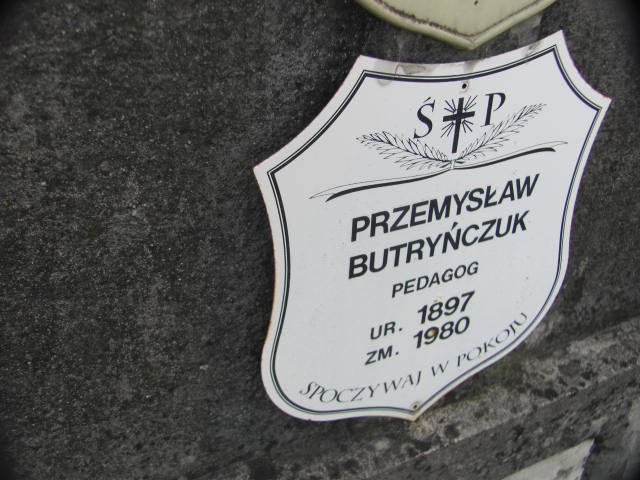 Ś P
PRZEMYSŁAW
BUTRYŃCZUK
PEDAGOG
UR. 1897
ZM. 1980
SPOCZYWAJ W POKOJU